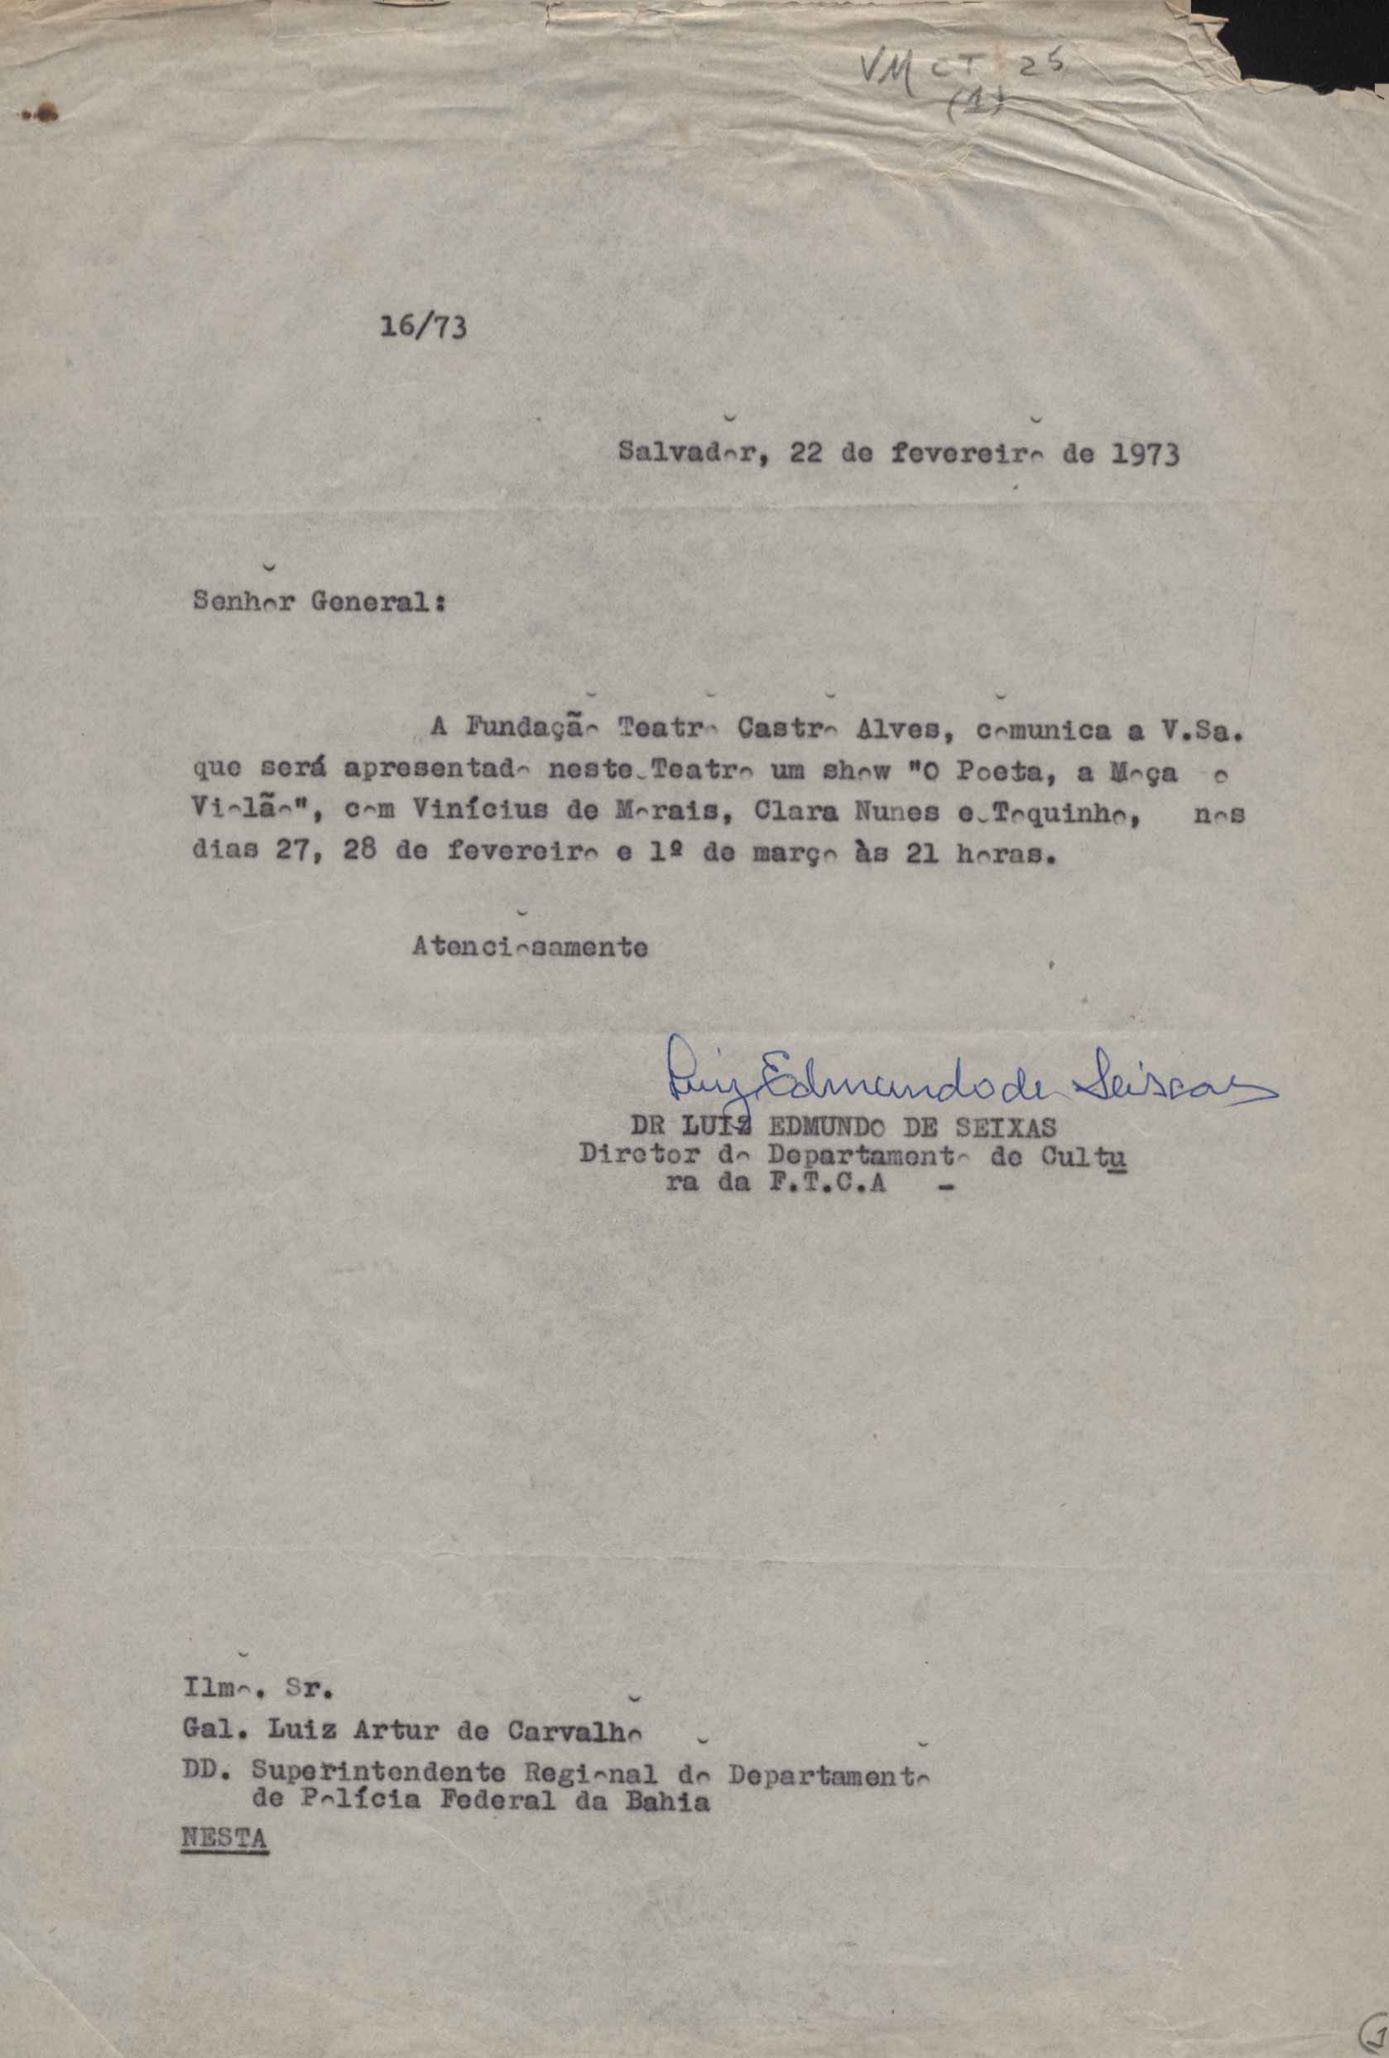 VM CT 25
(1)
16/73
Salvador, 22 de fevereiro de 1973
Senhor General:
A Fundação Teatro Castro Alves, comunica a V.Sa.
que será apresentado neste Teatro um show "O Poeta, a Moça e
Violão", com Vinícius de Morais, Clara Nunes e Toquinho, nos
dias 27, 28 de fevereiro e 1º de março às 21 horas.
Atenciosamente
Luiz Edmundo de Seixas
DR LUIZ EDMUNDO DE SEIXAS
Diretor do Departamento de Cultu
ra da F.T.C.A -
Ilmo. Sr.
Gal. Luiz Artur de Carvalho
DD. Superintendente Regional do Departamento
de Polícia Federal da Bahia
NESTA
1